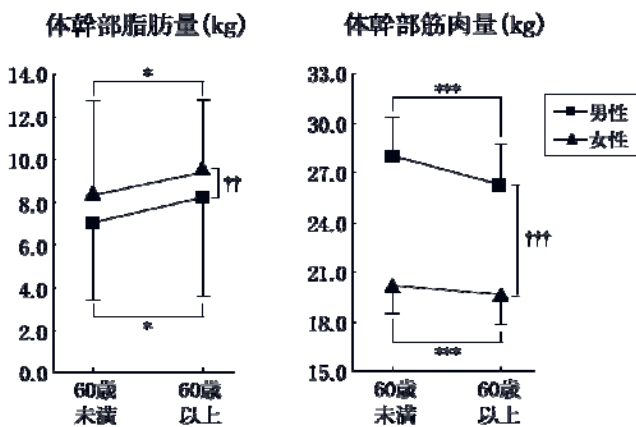 体幹部脂肪量(kg)
14.0
12.0
10.0
8.0
6.0
4.0
2.0
0.0
*
††
*
60歳
未満
60歳
以上
体幹部筋肉量(kg)
33.0
30.0
27.0
24.0
21.0
18.0
15.0
***
†††
***
60歳
未満
60歳
以上
男性
女性